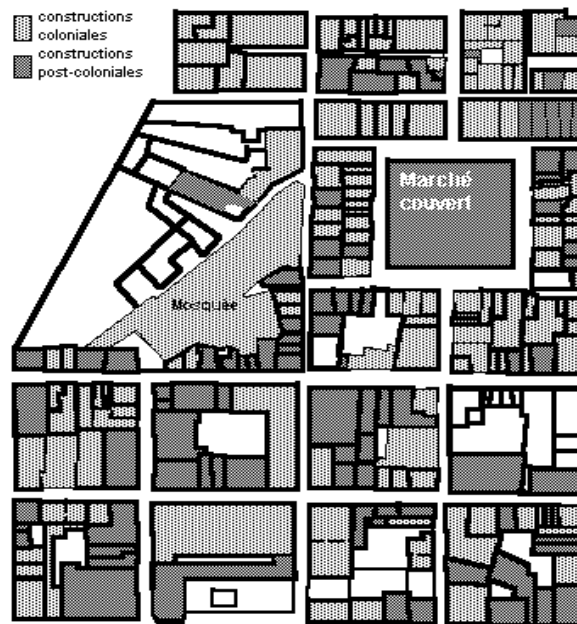 constructions
coloniales
constructions
post-coloniales
Marché
couvert
Mosquée